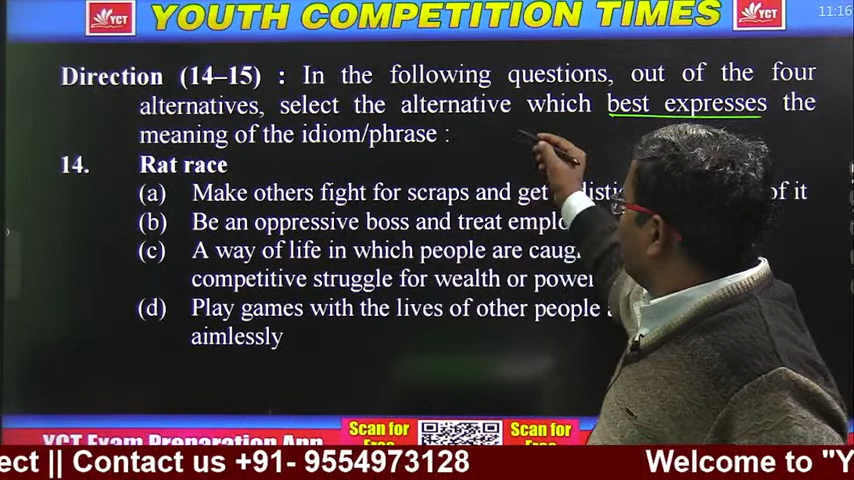 YCT YOUTH COMPETITION TIMES YCT 11:16
Direction (14–15) : In the following questions, out of the four
alternatives, select the alternative which best expresses the
meaning of the idiom/phrase :
14. Rat race
(a) Make others fight for scraps and get of it
(b) Be an oppressive boss and treat
(c) A way of life in which people are
competitive struggle for wealth or power
(d) Play games with the lives of other people
aimlessly
YCT Exam Preparation App Scan for Free Scan for Free
ect || Contact us +91- 9554973128 Welcome to "Y